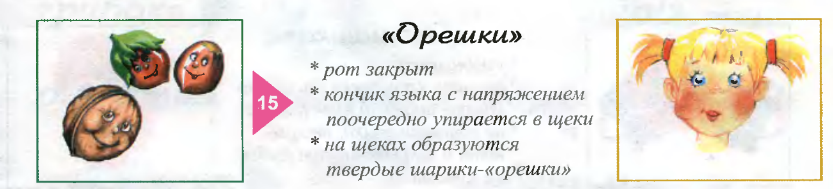 «Орешки»
15
* рот закрыт
* кончик языка с напряжением
поочередно упирается в щеки
* на щеках образуются
твердые шарики-«орешки»